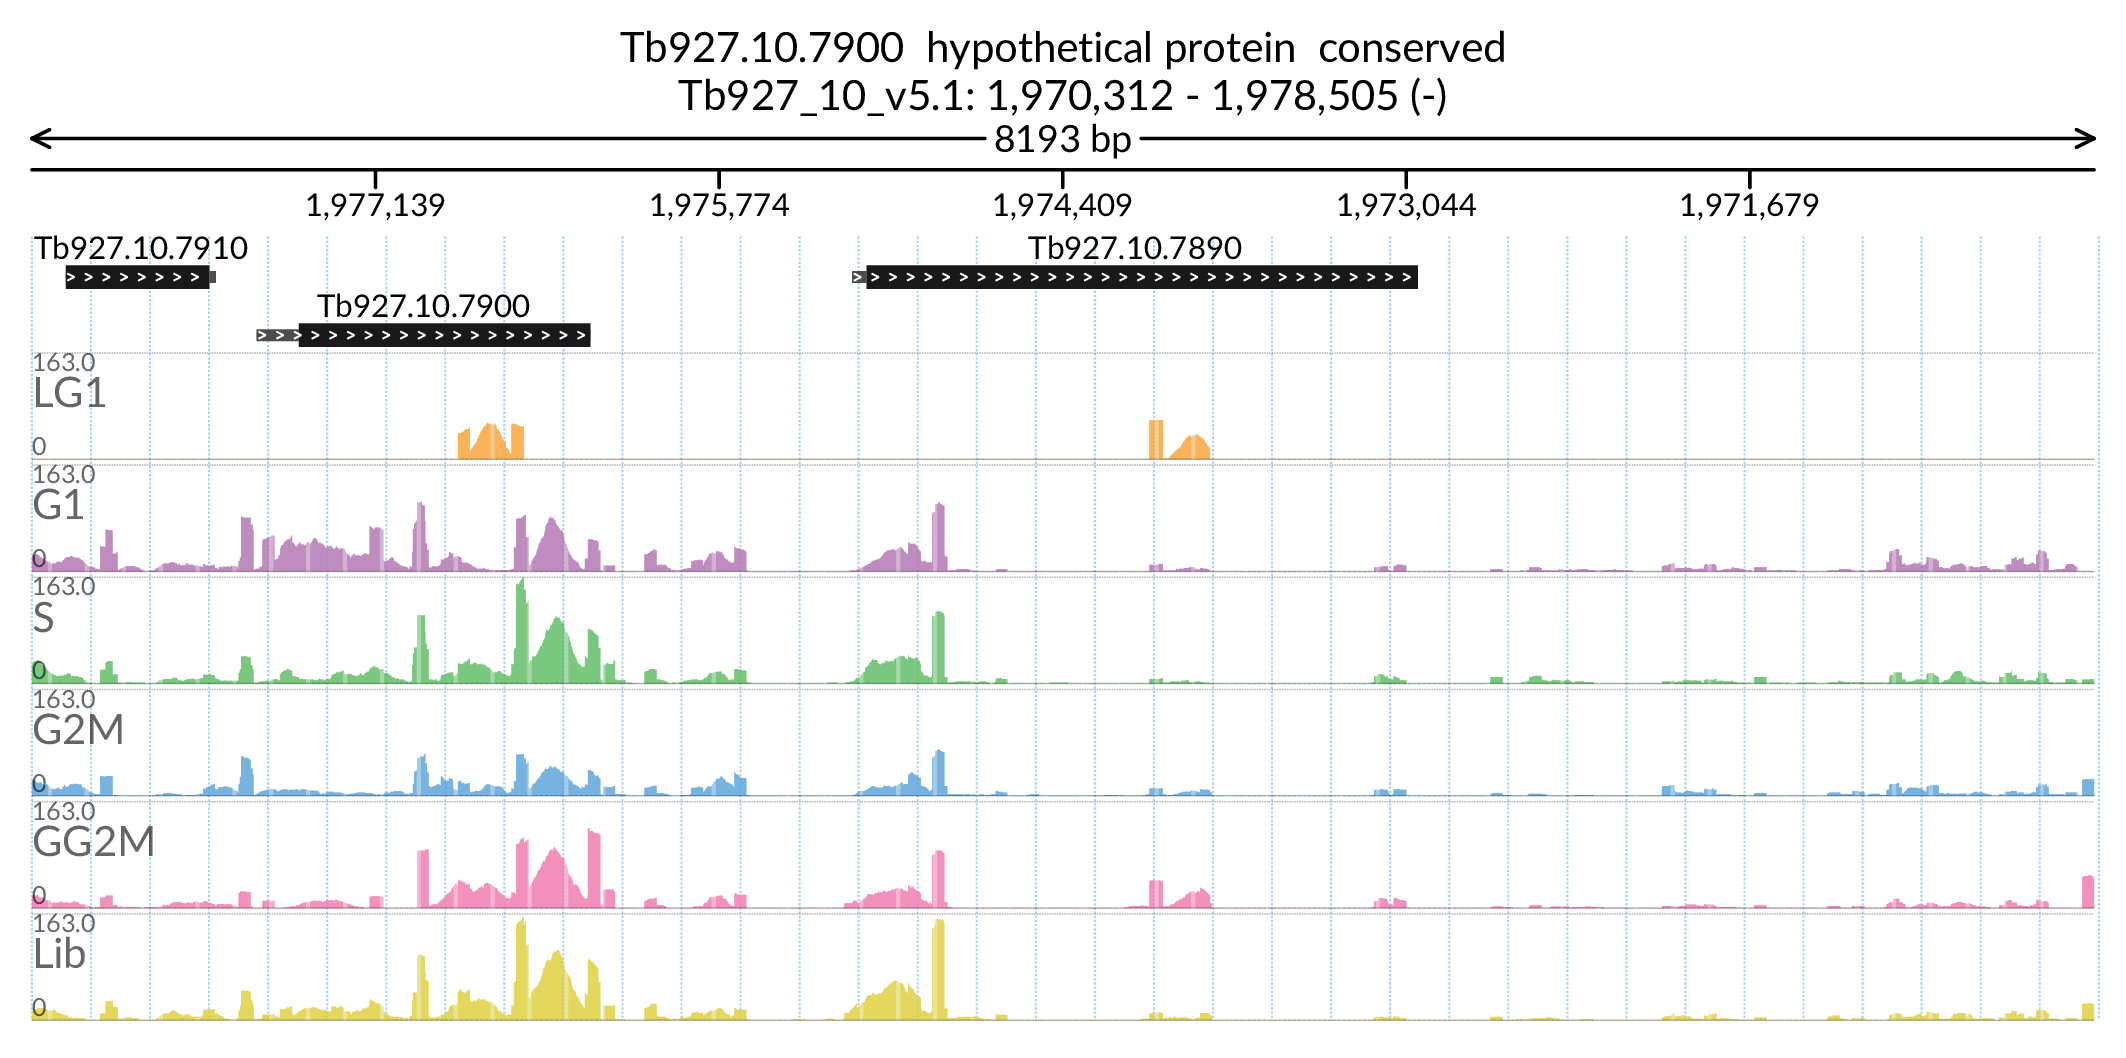 Tb927.10.7900  hypothetical protein  conserved
Tb927_10_v5.1: 1,970,312 - 1,978,505 (-)
8193 bp
1,977,139 1,975,774 1,974,409 1,973,044 1,971,679
Tb927.10.7910 Tb927.10.7890
Tb927.10.7900
163.0
LG1
0
163.0
G1
0
163.0
S
0
163.0
G2M
0
163.0
GG2M
0
163.0
Lib
0